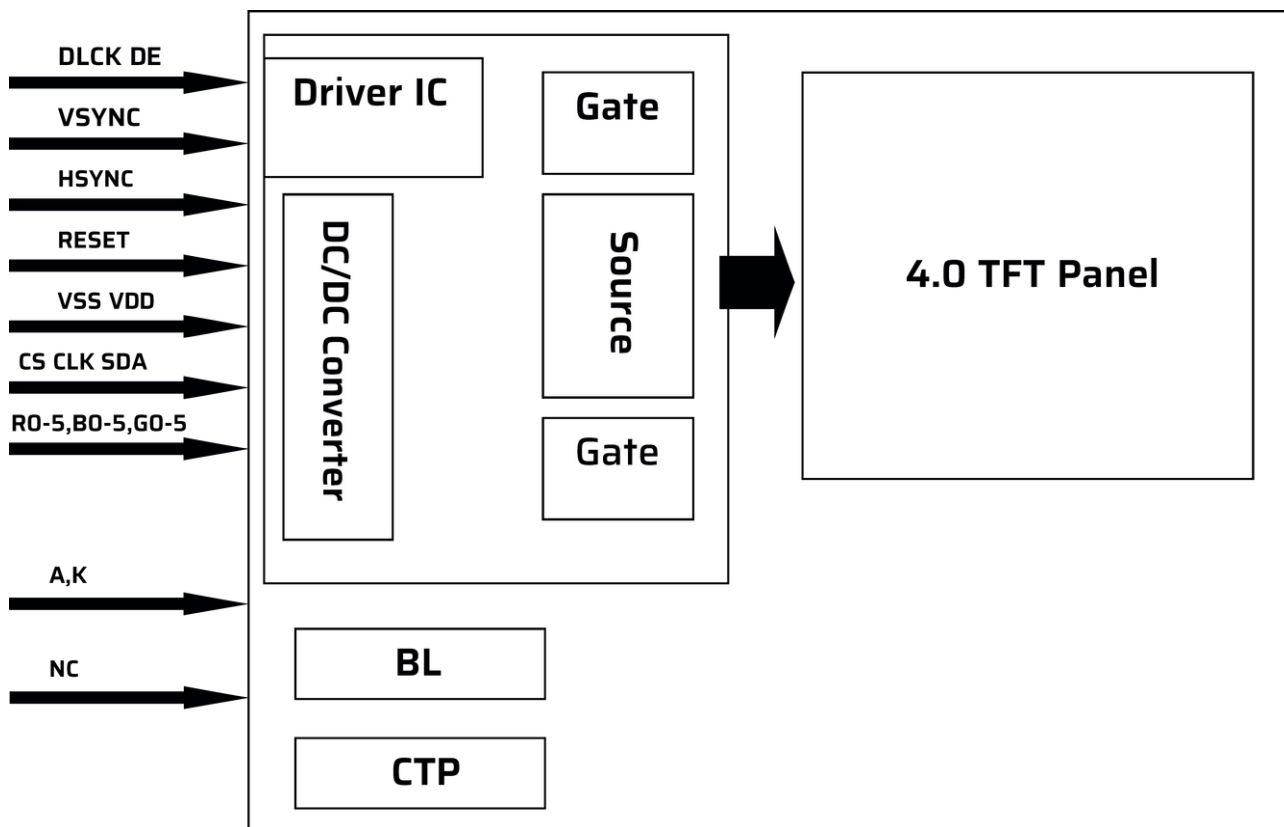 DLCK DE
VSYNC
HSYNC
RESET
VSS VDD
CS CLK SDA
R0-5,B0-5,G0-5
A,K
NC
Driver IC
DC/DC Converter
Gate
Source
Gate
BL
CTP
4.0 TFT Panel